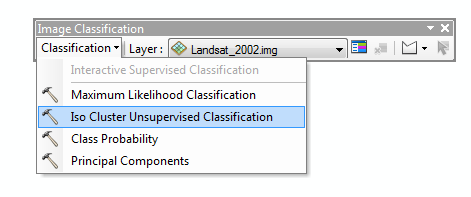 Image Classification
Classification Layer : Landsat_2002.img
Interactive Supervised Classification
Maximum Likelihood Classification
Iso Cluster Unsupervised Classification
Class Probability
Principal Components